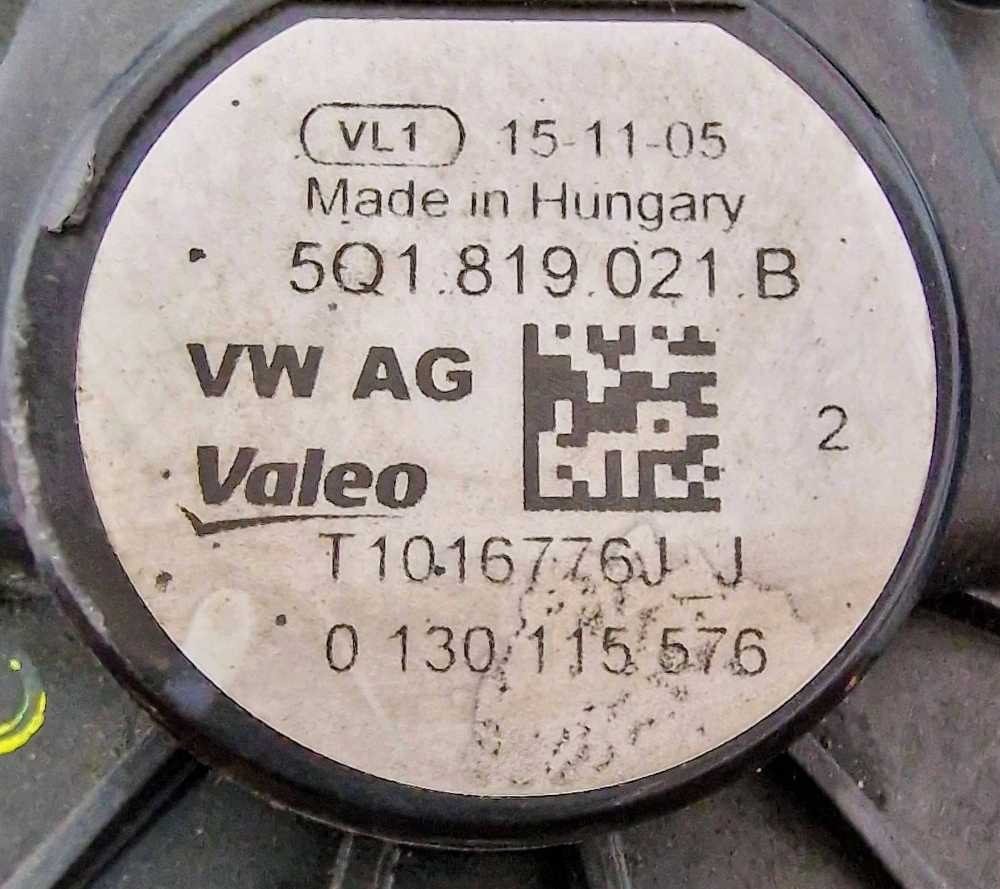 VL1 15-11-05
Made in Hungary
5Q1.819.021.B
VW AG
2
Valeo
T1016776J J
0 130 115 576